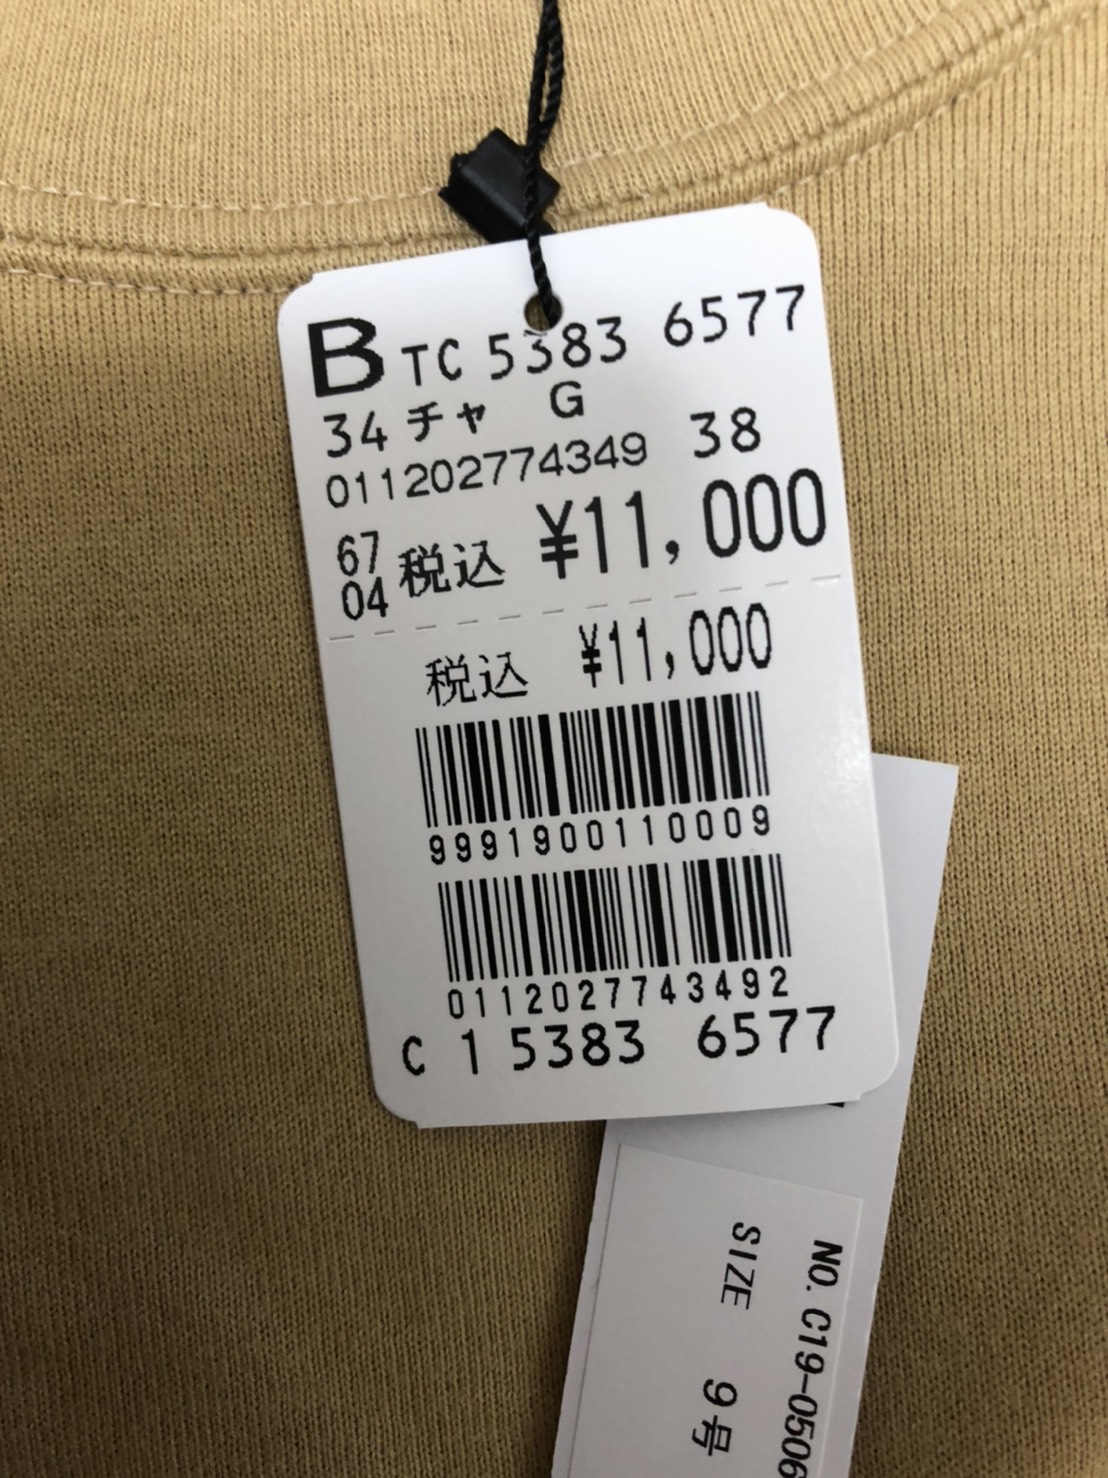 B TC 5383 6577
34 チャ G
011202774349 38
67
04 税込 ¥11,000
税込 ¥11,000
9991900110009
0112027743492
C 1 5383 6577
NO. C19-0506
SIZE 9号